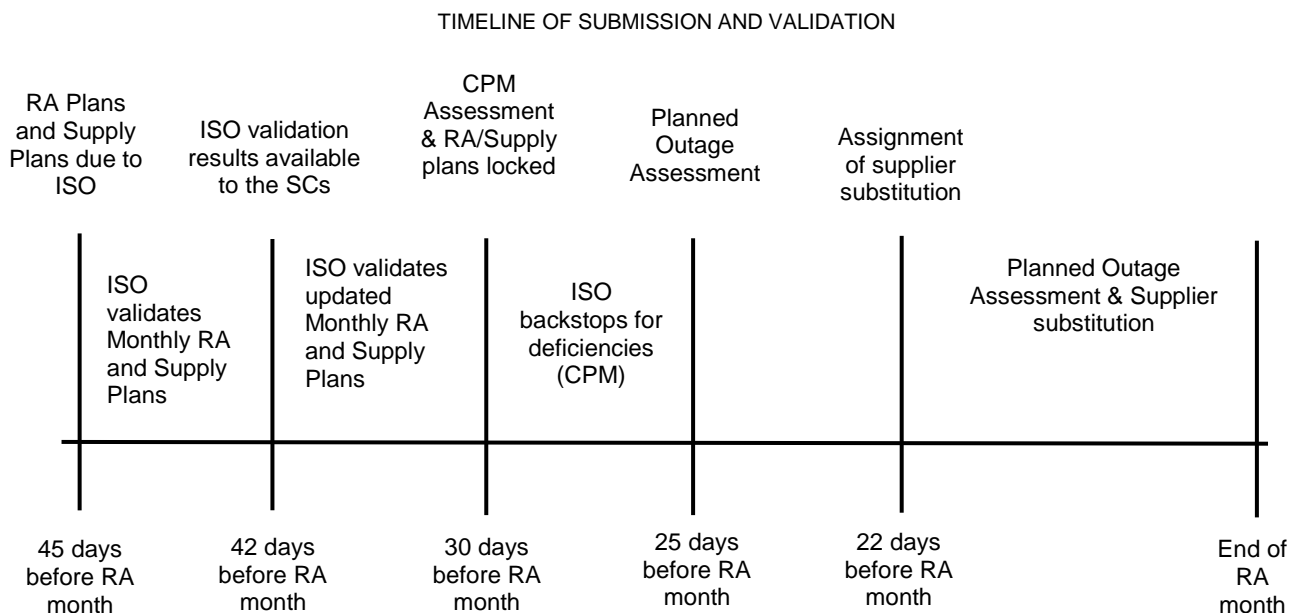 TIMELINE OF SUBMISSION AND VALIDATION
RA Plans
and Supply
Plans due to
ISO
ISO validation
results available
to the SCs
CPM
Assessment
& RA/Supply
plans locked
Planned
Outage
Assessment
Assignment
of supplier
substitution
ISO
validates
Monthly RA
and Supply
Plans
ISO validates
updated
Monthly RA
and Supply
Plans
ISO
backstops for
deficiencies
(CPM)
Planned Outage
Assessment & Supplier
substitution
45 days
before RA
month
42 days
before RA
month
30 days
before RA
month
25 days
before RA
month
22 days
before RA
month
End of
RA
month